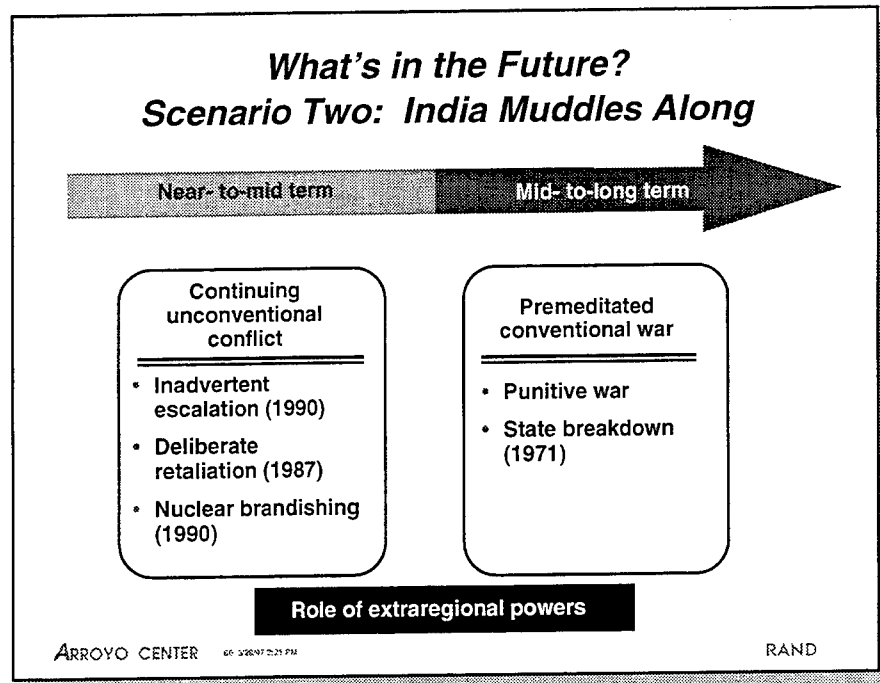 What's in the Future?
Scenario Two: India Muddles Along
Near- to-mid term
Mid- to-long term
Continuing
unconventional
conflict
• Inadvertent
escalation (1990)
• Deliberate
retaliation (1987)
• Nuclear brandishing
(1990)
Premeditated
conventional war
• Punitive war
• State breakdown
(1971)
Role of extraregional powers
ARROYO CENTER
RAND